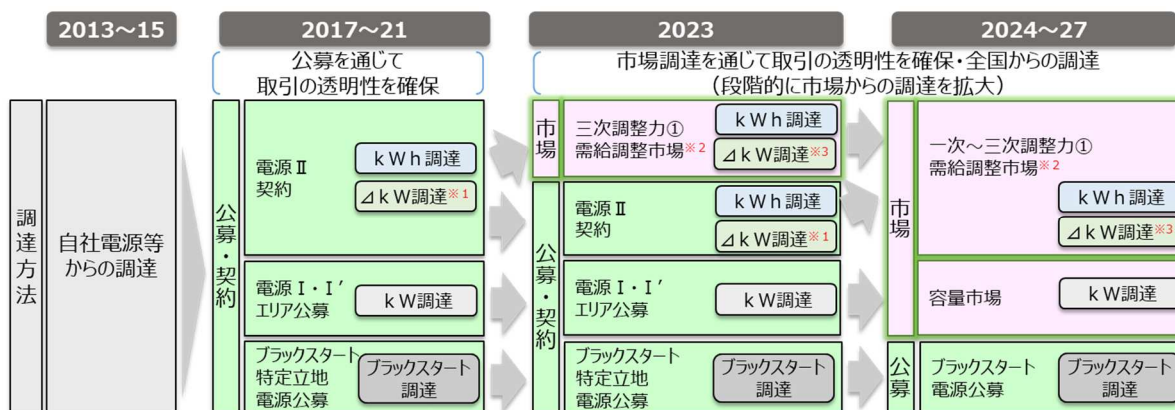 2013～15
2017～21
2023
2024～27
公募を通じて
取引の透明性を確保
市場調達を通じて取引の透明性を確保・全国からの調達
（段階的に市場からの調達を拡大）
調達方法
自社電源等
からの調達
公募・契約
電源Ⅱ
契約
ｋＷｈ調達
⊿ｋＷ調達※1
電源Ⅰ・Ⅰ′
エリア公募
ｋＷ調達
ブラックスタート
特定立地
電源公募
ブラックスタート
調達
市場
三次調整力①
需給調整市場※2
ｋＷｈ調達
⊿ｋＷ調達※3
公募・契約
電源Ⅱ
契約
ｋＷｈ調達
⊿ｋＷ調達※1
電源Ⅰ・Ⅰ′
エリア公募
ｋＷ調達
ブラックスタート
特定立地
電源公募
ブラックスタート
調達
市場
一次～三次調整力①
需給調整市場※2
ｋＷｈ調達
⊿ｋＷ調達※3
容量市場
ｋＷ調達
公募
ブラックスタート
電源公募
ブラックスタート
調達